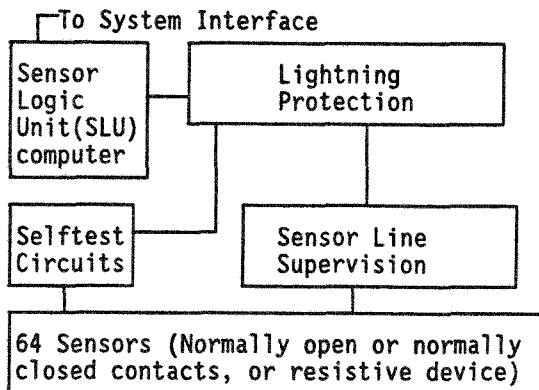 To System Interface
Sensor
Logic
Unit(SLU)
computer
Lightning
Protection
Selftest
Circuits
Sensor Line
Supervision
64 Sensors (Normally open or normally
closed contacts, or resistive device)